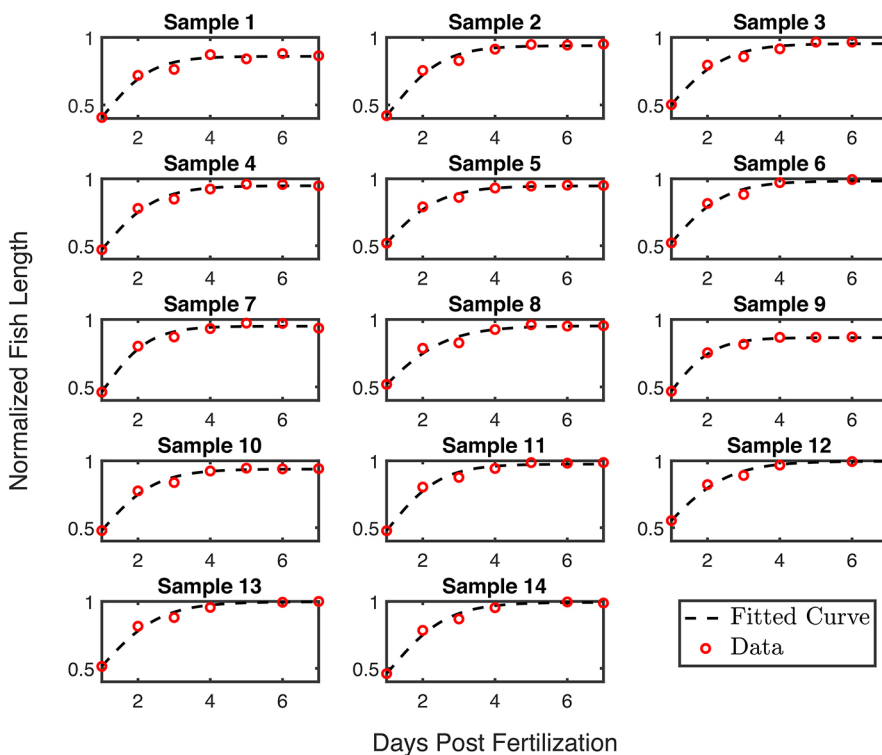 Sample 1
Sample 2
Sample 3
1
0.5
2 4 6
1
0.5
2 4 6
1
0.5
2 4 6
Sample 4
Sample 5
Sample 6
1
0.5
2 4 6
1
0.5
2 4 6
1
0.5
2 4 6
Normalized Fish Length
Sample 7
Sample 8
Sample 9
1
0.5
2 4 6
1
0.5
2 4 6
1
0.5
2 4 6
Sample 10
Sample 11
Sample 12
1
0.5
2 4 6
1
0.5
2 4 6
1
0.5
2 4 6
Sample 13
Sample 14
1
0.5
2 4 6
1
0.5
2 4 6
Fitted Curve
Data
Days Post Fertilization